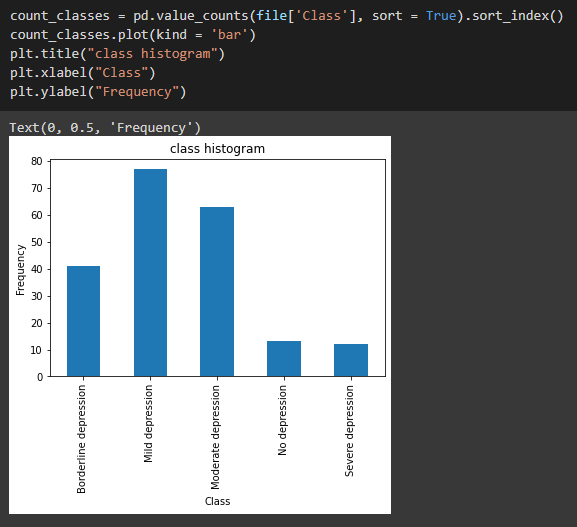 count_classes = pd.value_counts(file['Class'], sort = True).sort_index()
count_classes.plot(kind = 'bar')
plt.title("class histogram")
plt.xlabel("Class")
plt.ylabel("Frequency")
Text(0, 0.5, 'Frequency')
class histogram
Frequency
80
70
60
50
40
30
20
10
0
Borderline depression
Mild depression
Moderate depression
No depression
Severe depression
Class